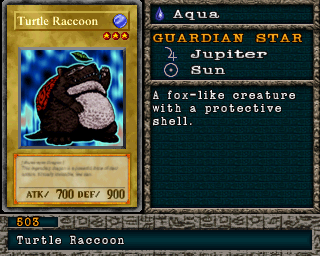 Turtle Raccoon
ATK/ 700 DEF/ 900
Aqua
GUARDIAN STAR
Jupiter
Sun
A fox-like creature
with a protective
shell.
503
Turtle Raccoon